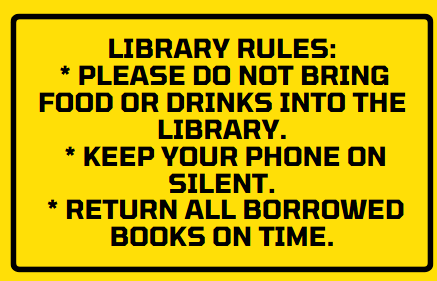 LIBRARY RULES:
* PLEASE DO NOT BRING
FOOD OR DRINKS INTO THE
LIBRARY.
* KEEP YOUR PHONE ON
SILENT.
* RETURN ALL BORROWED
BOOKS ON TIME.